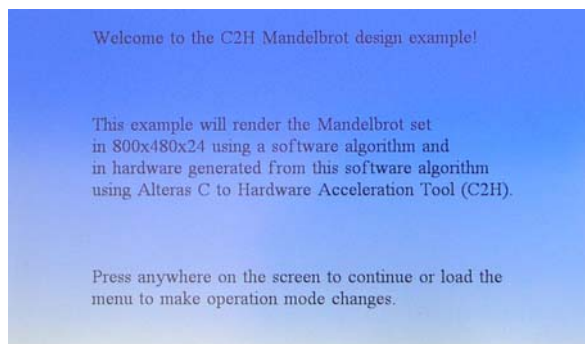 Welcome to the C2H Mandelbrot design example!
This example will render the Mandelbrot set
in 800x480x24 using a software algorithm and
in hardware generated from this software algorithm
using Alteras C to Hardware Acceleration Tool (C2H).
Press anywhere on the screen to continue or load the
menu to make operation mode changes.